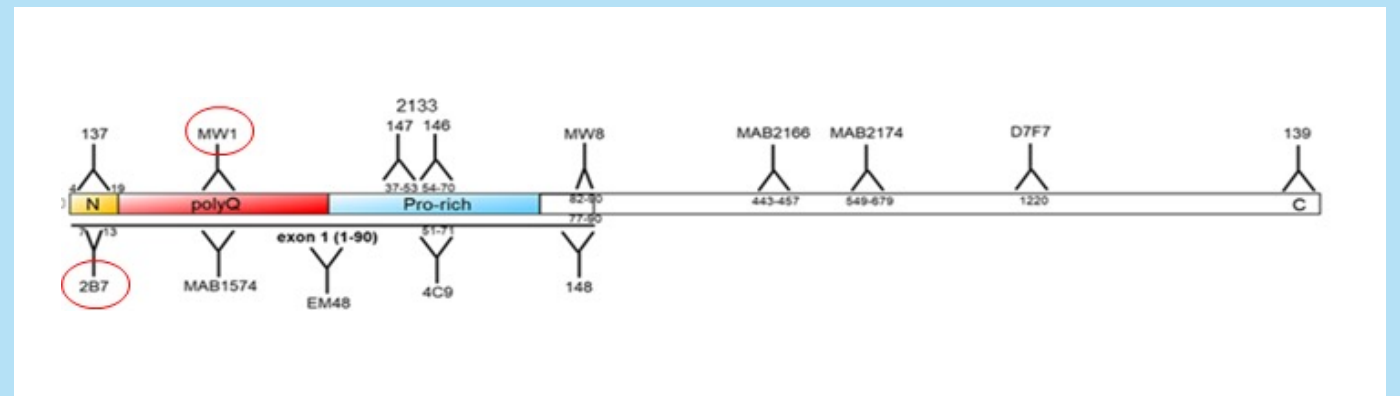 2133
137 MW1 147 146 MW8 MAB2166 MAB2174 D7F7 139
4 19 37-53 54-70
N polyQ Pro-rich 82-90 443-457 549-679 1220 C
77-90
7 13 exon 1 (1-90) 51-71
2B7 MAB1574 EM48 4C9 148